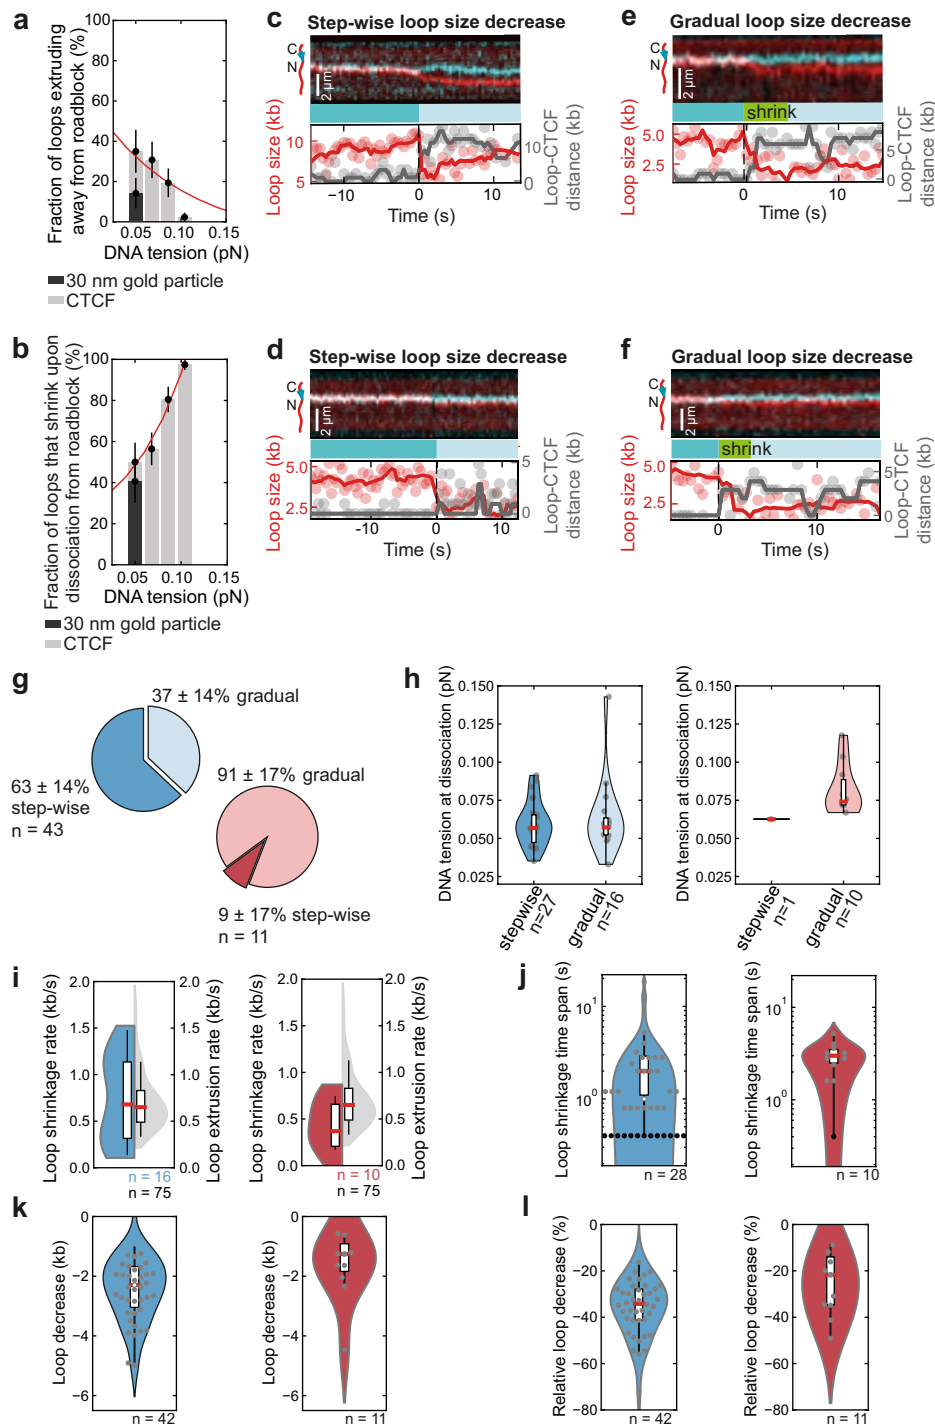 a
Fraction of loops extruding
away from roadblock (%)
100
80
60
40
20
0
0.05 0.10 0.15
DNA tension (pN)
30 nm gold particle
CTCF
b
Fraction of loops that shrink upon
dissociation from roadblock (%)
100
80
60
40
20
0
0.05 0.10 0.15
DNA tension (pN)
30 nm gold particle
CTCF
c
Step-wise loop size decrease
C
N
2 µm
Loop size (kb)
10
5
Loop-CTCF
distance (kb)
10
0
-10 0 10
Time (s)
d
Step-wise loop size decrease
C
N
2 µm
Loop size (kb)
5.0
2.5
Loop-CTCF
distance (kb)
5
0
-10 0 10
Time (s)
e
Gradual loop size decrease
C
N
2 µm
shrink
Loop size (kb)
5.0
2.5
Loop-CTCF
distance (kb)
5
0
0 10
Time (s)
f
Gradual loop size decrease
C
N
2 µm
shrink
Loop size (kb)
5.0
2.5
Loop-CTCF
distance (kb)
5
0
0 10
Time (s)
g
37 ± 14% gradual
63 ± 14%
step-wise
n = 43
91 ± 17% gradual
9 ± 17% step-wise
n = 11
h
DNA tension at dissociation (pN)
0.150
0.125
0.100
0.075
0.050
0.025
stepwise
n=27
gradual
n=16
DNA tension at dissociation (pN)
0.150
0.125
0.100
0.075
0.050
0.025
stepwise
n=1
gradual
n=10
i
Loop shrinkage rate (kb/s)
2.0
1.5
1.0
0.5
0.0
Loop extrusion rate (kb/s)
2.0
1.5
1.0
0.5
0.0
n = 16
n = 75
Loop shrinkage rate (kb/s)
2.0
1.5
1.0
0.5
0.0
Loop extrusion rate (kb/s)
2.0
1.5
1.0
0.5
0.0
n = 10
n = 75
j
Loop shrinkage time span (s)
10¹
10⁰
n = 28
Loop shrinkage time span (s)
10¹
10⁰
n = 10
k
Loop decrease (kb)
0
−2
−4
−6
n = 42
Loop decrease (kb)
0
−2
−4
−6
n = 11
l
Relative loop decrease (%)
0
−20
−40
−60
−80
n = 42
Relative loop decrease (%)
0
−20
−40
−60
−80
n = 11